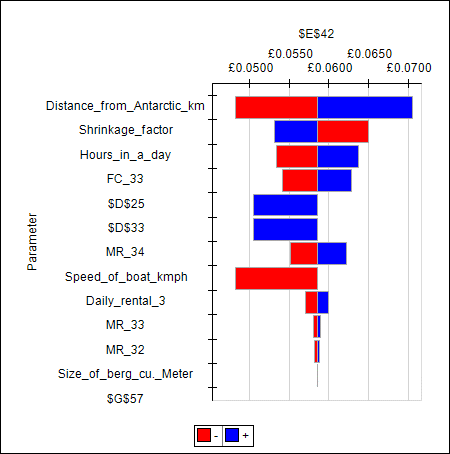 $E$42
£0.0550 £0.0650
£0.0500 £0.0600 £0.0700
Distance_from_Antarctic_km
Shrinkage_factor
Hours_in_a_day
FC_33
$D$25
$D$33
MR_34
Speed_of_boat_kmph
Daily_rental_3
MR_33
MR_32
Size_of_berg_cu._Meter
$G$57
Parameter
- +